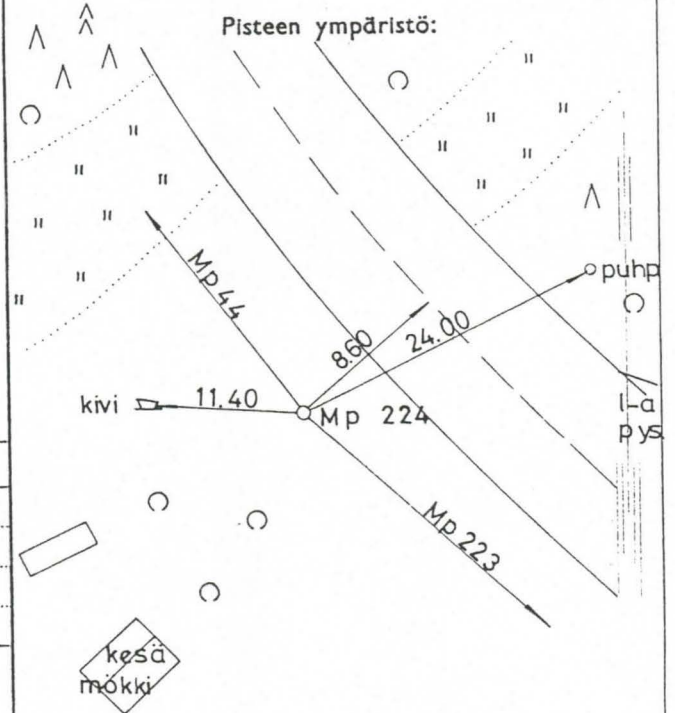 Pisteen ympäristö:
Mp 44
puhp
8.60
24.00
kivi
11.40
Mp 224
l-a
pys.
Mp 223
kesä
mökki